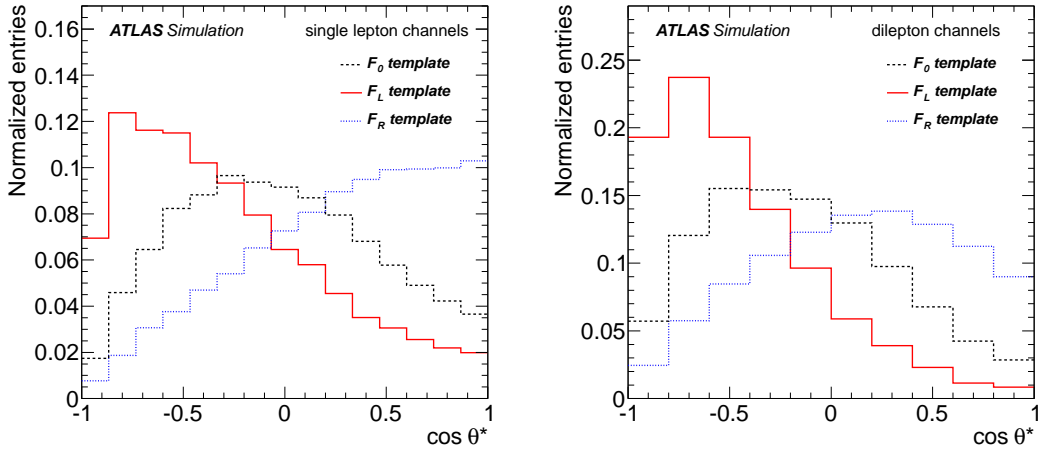 ATLAS Simulation single lepton channels
F0 template
FL template
FR template
Normalized entries
0.16
0.14
0.12
0.1
0.08
0.06
0.04
0.02
0
-1 -0.5 0 0.5 1
cos θ*
ATLAS Simulation dilepton channels
F0 template
FL template
FR template
Normalized entries
0.25
0.2
0.15
0.1
0.05
0
-1 -0.5 0 0.5 1
cos θ*